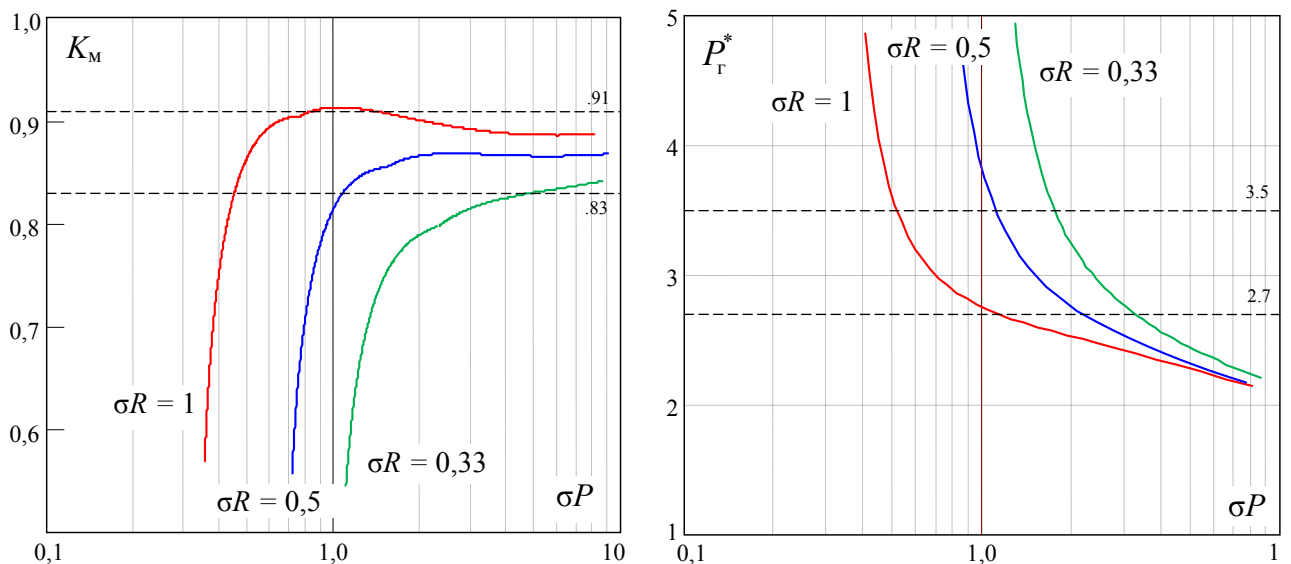 1,0
Kм
.91
0,9
0,8
.83
0,7
σR = 1
0,6
σR = 0,33
σR = 0,5
σP
0,1
1,0
10
5
P*г
σR = 0,5
σR = 0,33
σR = 1
4
3.5
3
2.7
2
σP
1
0,1
1,0
1